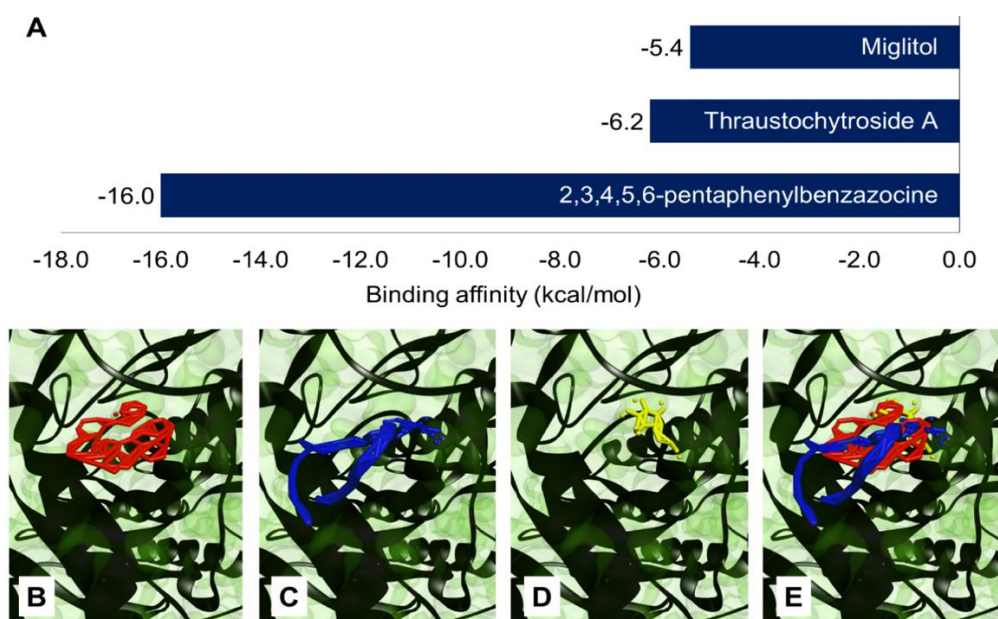 A
-5.4 Miglitol
-6.2 Thraustochytroside A
-16.0 2,3,4,5,6-pentaphenylbenzazocine
-18.0 -16.0 -14.0 -12.0 -10.0 -8.0 -6.0 -4.0 -2.0 0.0
Binding affinity (kcal/mol)
B C D E